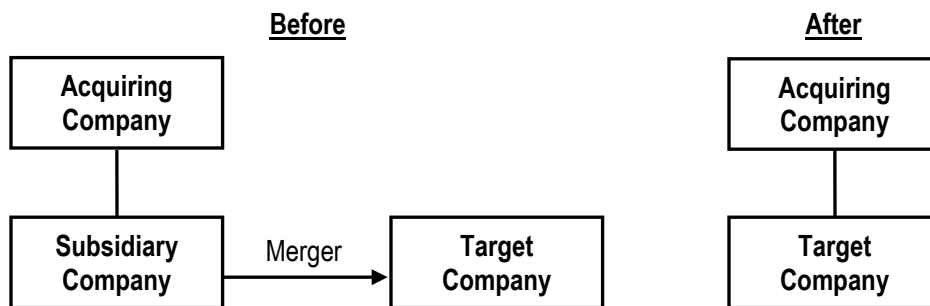 Before
After
Acquiring
Company
Acquiring
Company
Subsidiary
Company
Merger
Target
Company
Target
Company